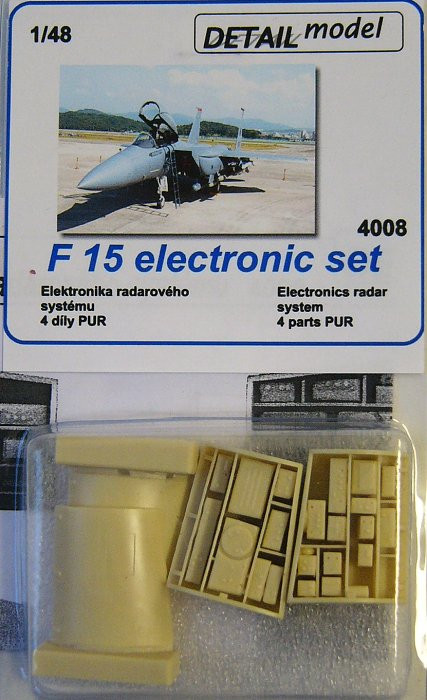 1/48
DETAIL model
4008
F 15 electronic set
Elektronika radarového
systému
4 díly PUR
Electronics radar
system
4 parts PUR